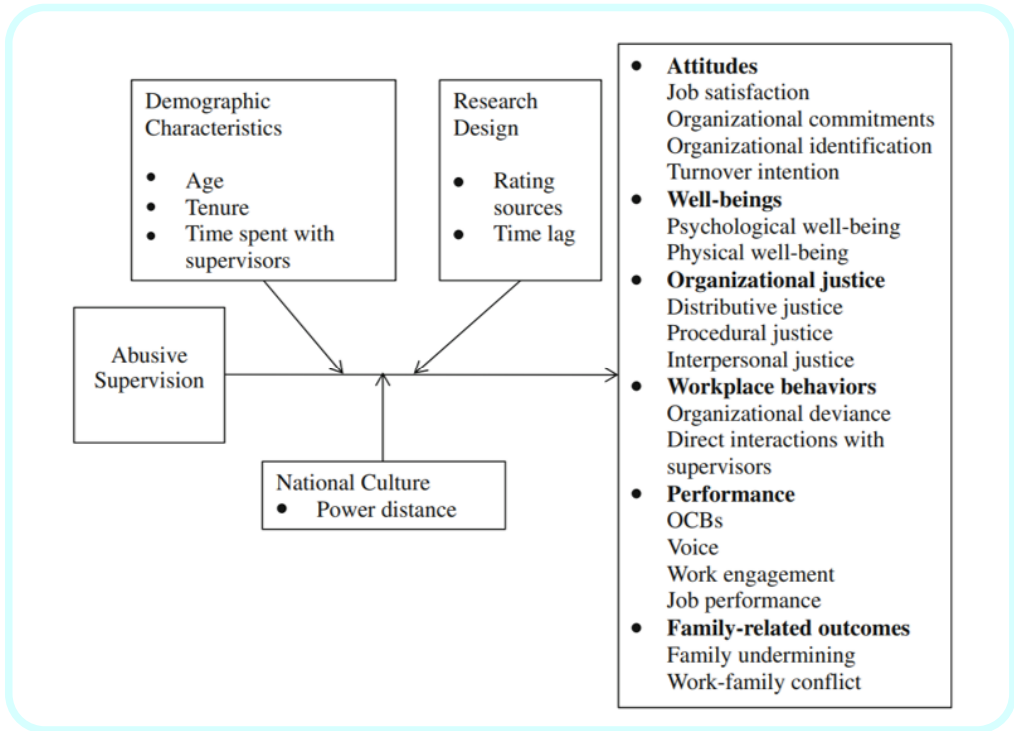 Demographic
Characteristics
● Age
● Tenure
● Time spent with
supervisors
Research
Design
● Rating
sources
● Time lag
Abusive
Supervision
National Culture
● Power distance
● Attitudes
Job satisfaction
Organizational commitments
Organizational identification
Turnover intention
● Well-beings
Psychological well-being
Physical well-being
● Organizational justice
Distributive justice
Procedural justice
Interpersonal justice
● Workplace behaviors
Organizational deviance
Direct interactions with
supervisors
● Performance
OCBs
Voice
Work engagement
Job performance
● Family-related outcomes
Family undermining
Work-family conflict